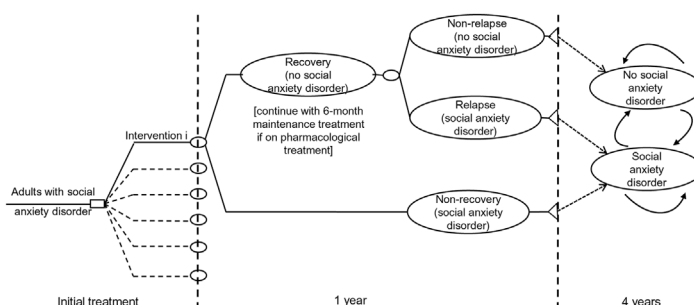 Adults with social
anxiety disorder
Intervention i
Recovery
(no social
anxiety disorder)
[continue with 6-month
maintenance treatment
if on pharmacological
treatment]
Non-relapse
(no social
anxiety disorder)
Relapse
(social anxiety
disorder)
Non-recovery
(social anxiety
disorder)
No social
anxiety
disorder
Social
anxiety
disorder
Initial treatment
1 year
4 years